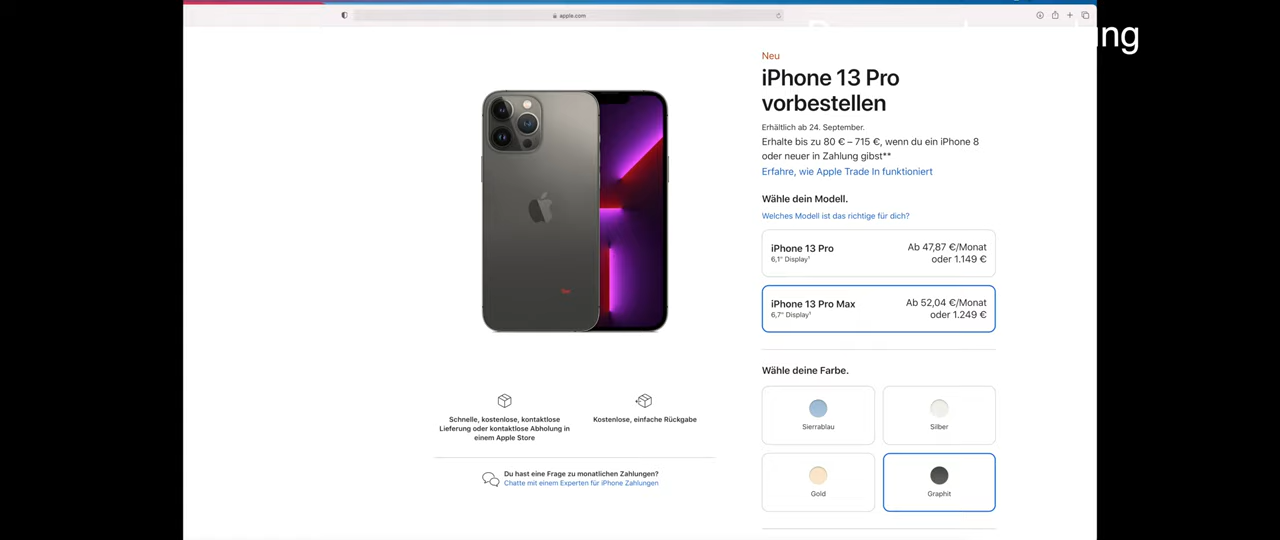 apple.com
ung
Neu
iPhone 13 Pro
vorbestellen
Erhältlich ab 24. September.
Erhalte bis zu 80 € – 715 €, wenn du ein iPhone 8
oder neuer in Zahlung gibst**
Erfahre, wie Apple Trade In funktioniert
Wähle dein Modell.
Welches Modell ist das richtige für dich?
iPhone 13 Pro
6,1" Display¹
Ab 47,87 €/Monat
oder 1.149 €
iPhone 13 Pro Max
6,7" Display¹
Ab 52,04 €/Monat
oder 1.249 €
Wähle deine Farbe.
Sierrablau
Silber
Gold
Graphit
Schnelle, kostenlose, kontaktlose
Lieferung oder kontaktlose Abholung in
einem Apple Store
Kostenlose, einfache Rückgabe
Du hast eine Frage zu monatlichen Zahlungen?
Chatte mit einem Experten für iPhone Zahlungen